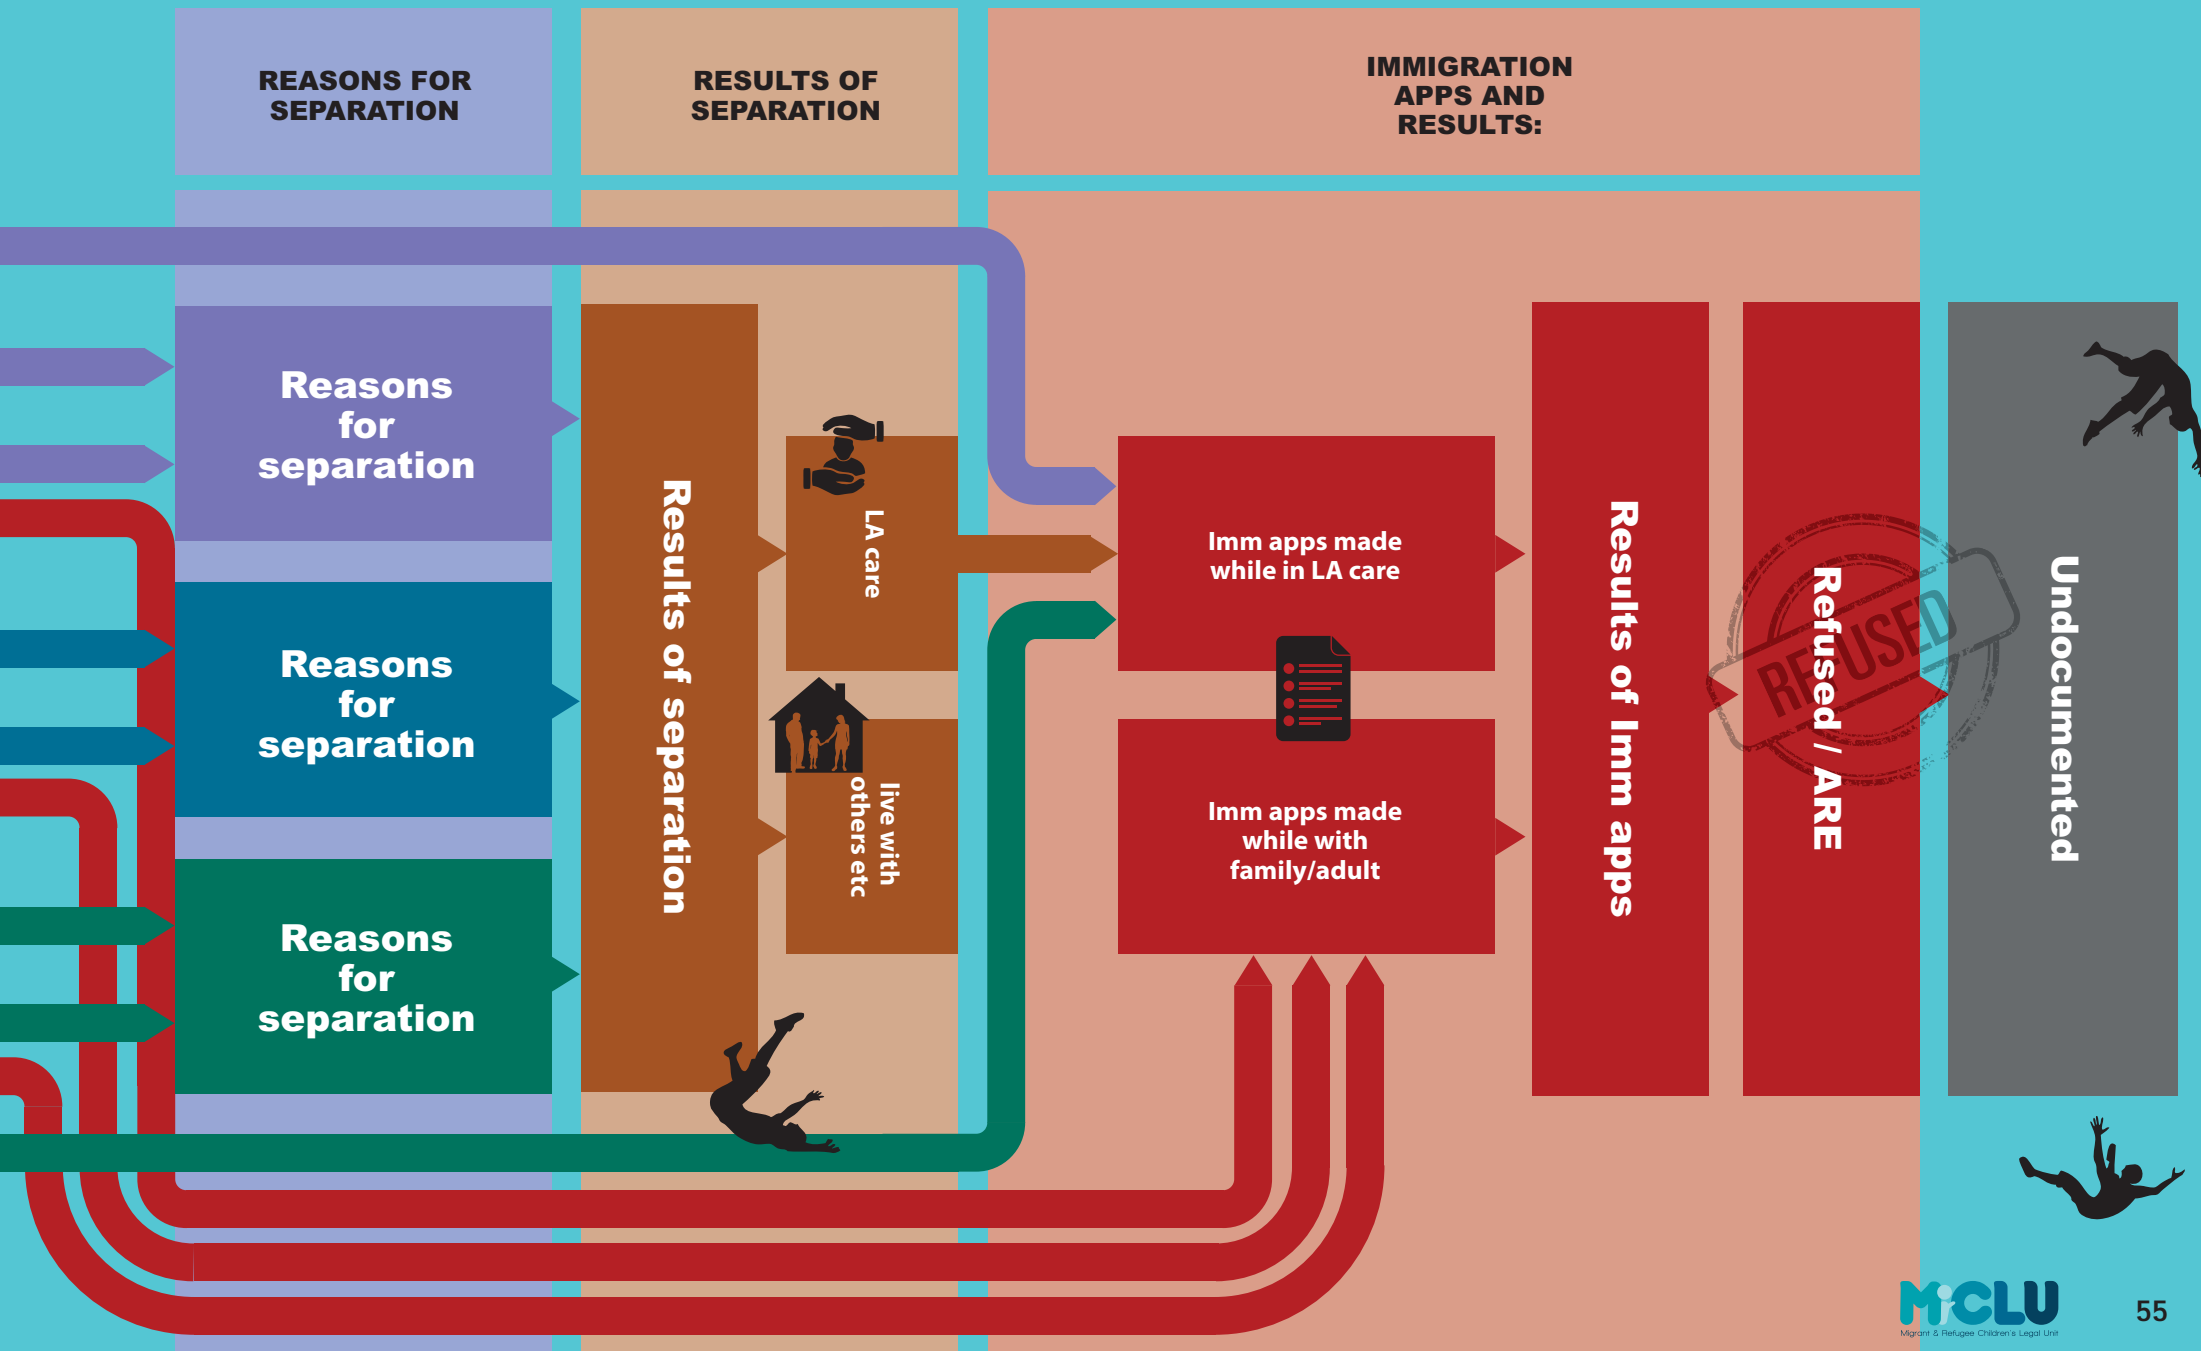 REASONS FOR
SEPARATION
RESULTS OF
SEPARATION
IMMIGRATION
APPS AND
RESULTS:
Reasons
for
separation
Reasons
for
separation
Reasons
for
separation
Results of separation
LA care
live with
others etc
Imm apps made
while in LA care
Imm apps made
while with
family/adult
Results of Imm apps
Refused / ARE
REFUSED
Undocumented
MiCLU
Migrant & Refugee Children's Legal Unit
55